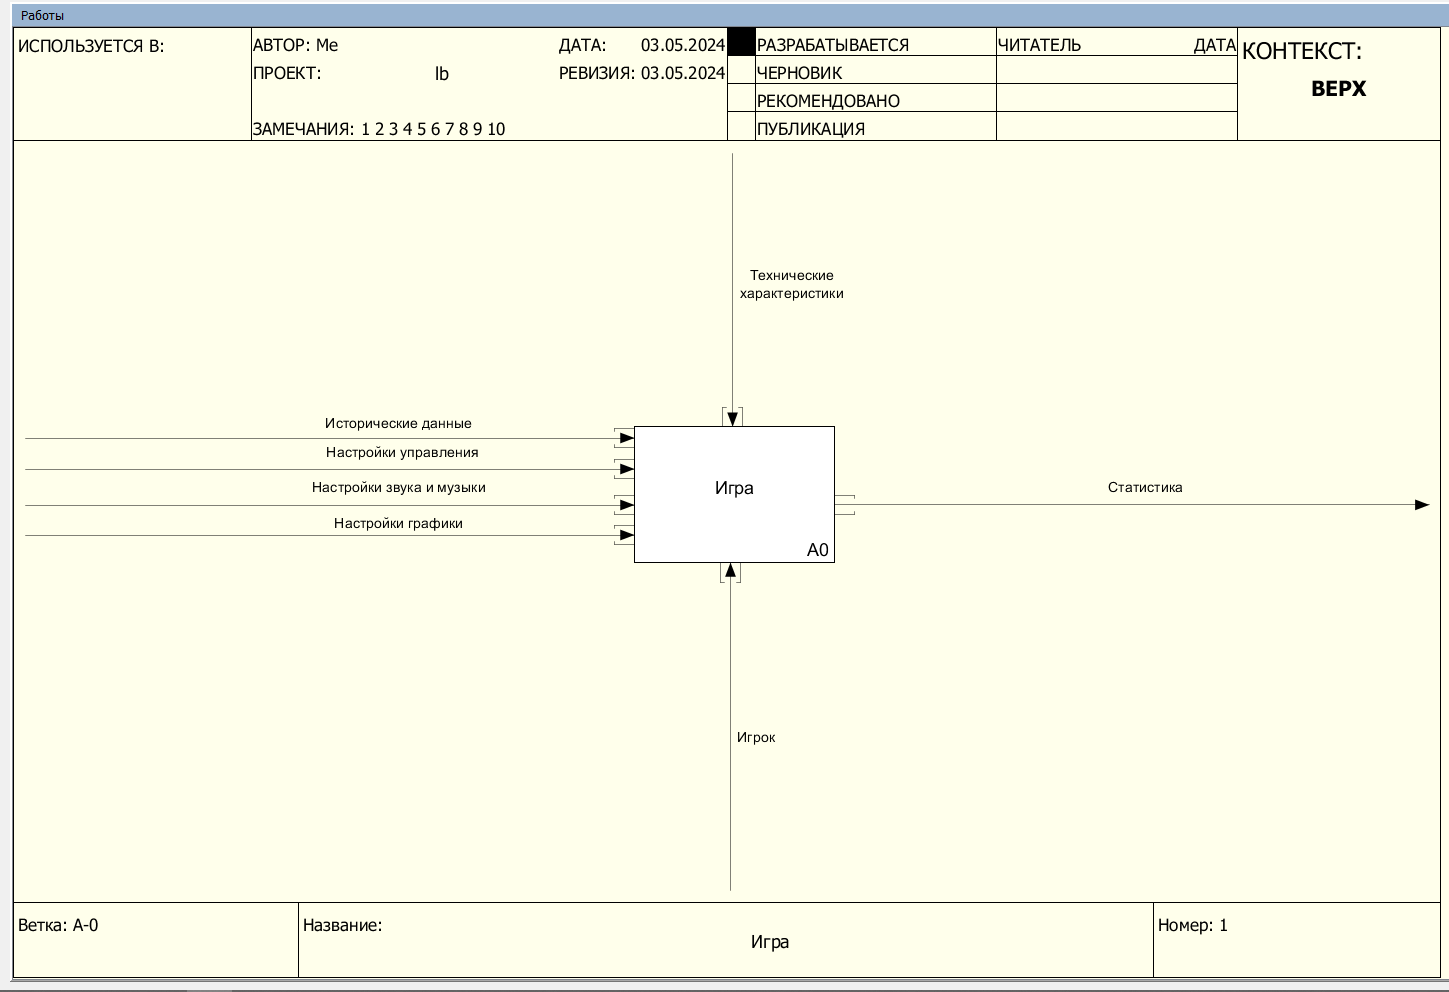 Работы
ИСПОЛЬЗУЕТСЯ В:
АВТОР: Me
ДАТА: 03.05.2024
ПРОЕКТ: lb
РЕВИЗИЯ: 03.05.2024
ЗАМЕЧАНИЯ: 1 2 3 4 5 6 7 8 9 10
РАЗРАБАТЫВАЕТСЯ
ЧЕРНОВИК
РЕКОМЕНДОВАНО
ПУБЛИКАЦИЯ
ЧИТАТЕЛЬ ДАТА
КОНТЕКСТ:
ВЕРХ
Технические
характеристики
Исторические данные
Настройки управления
Настройки звука и музыки
Настройки графики
Игра
A0
Статистика
Игрок
Ветка: A-0
Название:
Игра
Номер: 1